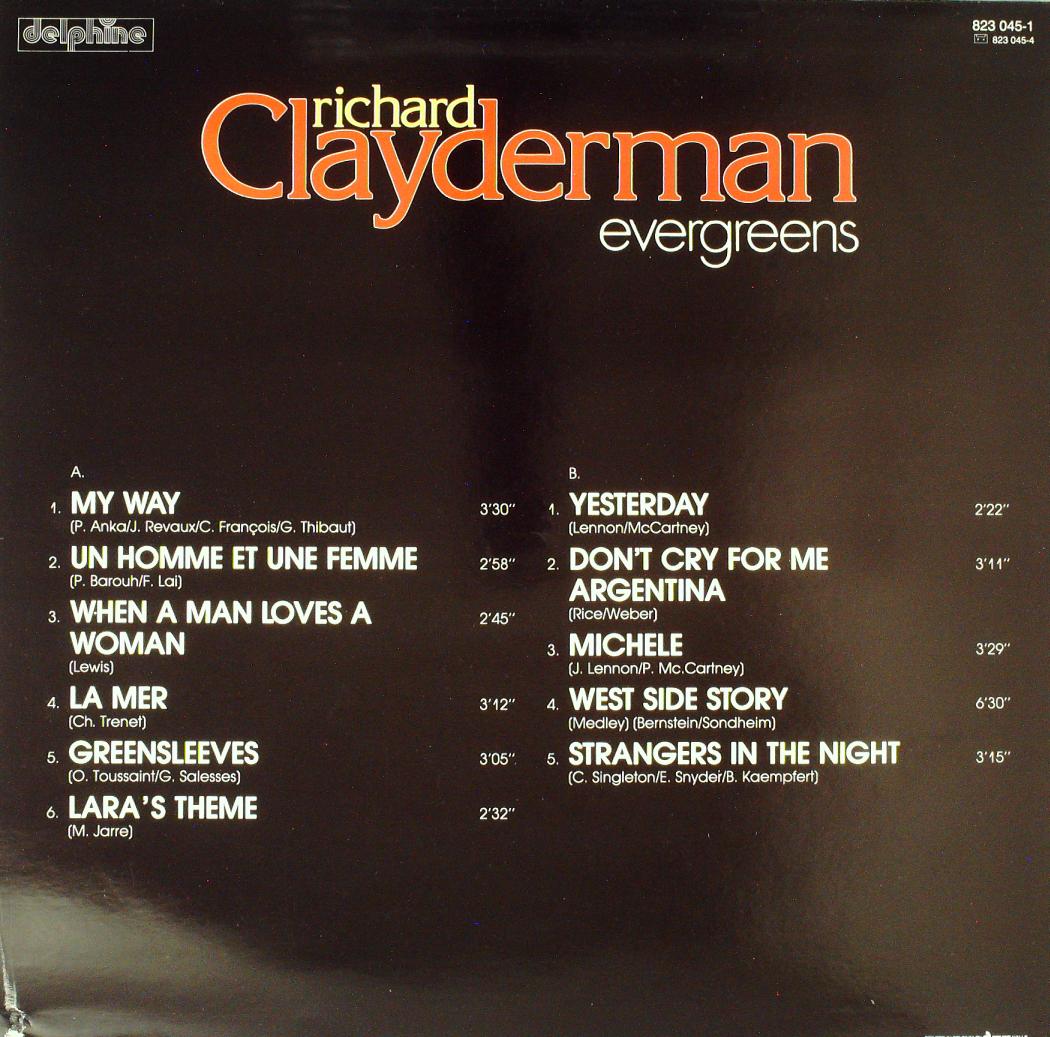 delphine
823 045-1
823 045-4
richard
Clayderman
evergreens
A.
1. MY WAY 3'30"
(P. Anka/J. Revaux/C. François/G. Thibaut)
2. UN HOMME ET UNE FEMME 2'58"
(P. Barouh/F. Lai)
3. WHEN A MAN LOVES A 2'45"
WOMAN
(Lewis)
4. LA MER 3'12"
(Ch. Trenet)
5. GREENSLEEVES 3'05"
(O. Toussaint/G. Salesses)
6. LARA'S THEME 2'32"
(M. Jarre)
B.
1. YESTERDAY 2'22"
(Lennon/McCartney)
2. DON'T CRY FOR ME 3'11"
ARGENTINA
(Rice/Weber)
3. MICHELE 3'29"
(J. Lennon/P. Mc.Cartney)
4. WEST SIDE STORY 6'30"
(Medley) (Bernstein/Sondheim)
5. STRANGERS IN THE NIGHT 3'15"
(C. Singleton/E. Snyder/B. Kaempfert)